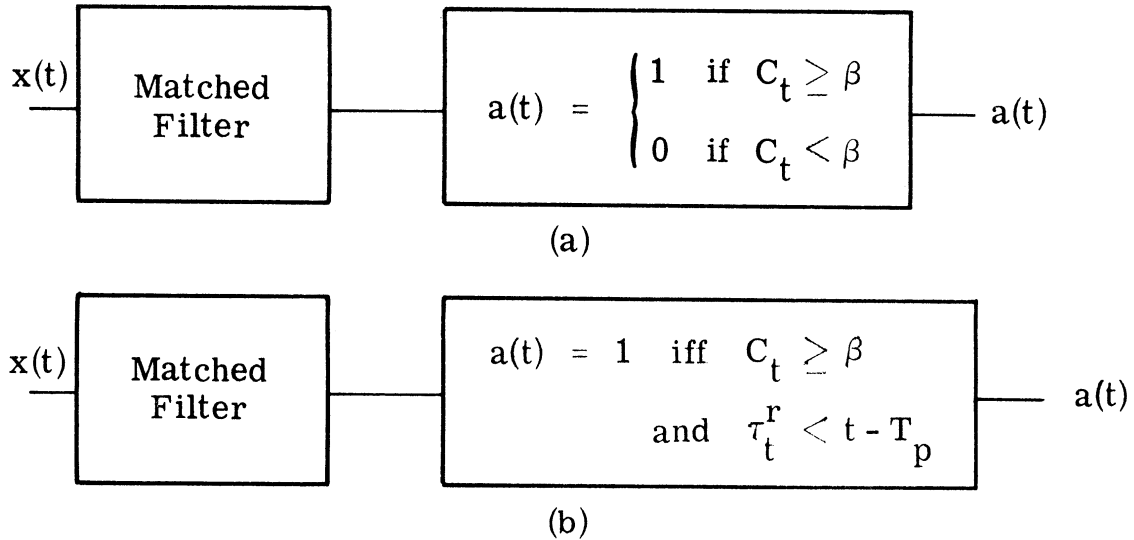 x(t)
Matched
Filter
a(t) = { 1 if C_t ≥ β
0 if C_t < β
a(t)
(a)
x(t)
Matched
Filter
a(t) = 1 iff C_t ≥ β
and τ_t^r < t - T_p
a(t)
(b)